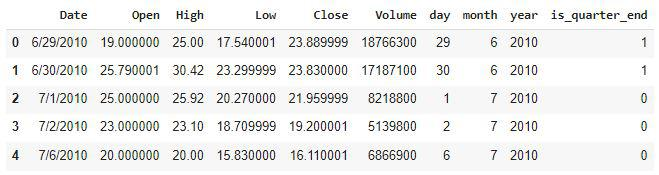 Date Open High Low Close Volume day month year is_quarter_end
0 6/29/2010 19.000000 25.00 17.540001 23.889999 18766300 29 6 2010 1
1 6/30/2010 25.790001 30.42 23.299999 23.830000 17187100 30 6 2010 1
2 7/1/2010 25.000000 25.92 20.270000 21.959999 8218800 1 7 2010 0
3 7/2/2010 23.000000 23.10 18.709999 19.200001 5139800 2 7 2010 0
4 7/6/2010 20.000000 20.00 15.830000 16.110001 6866900 6 7 2010 0